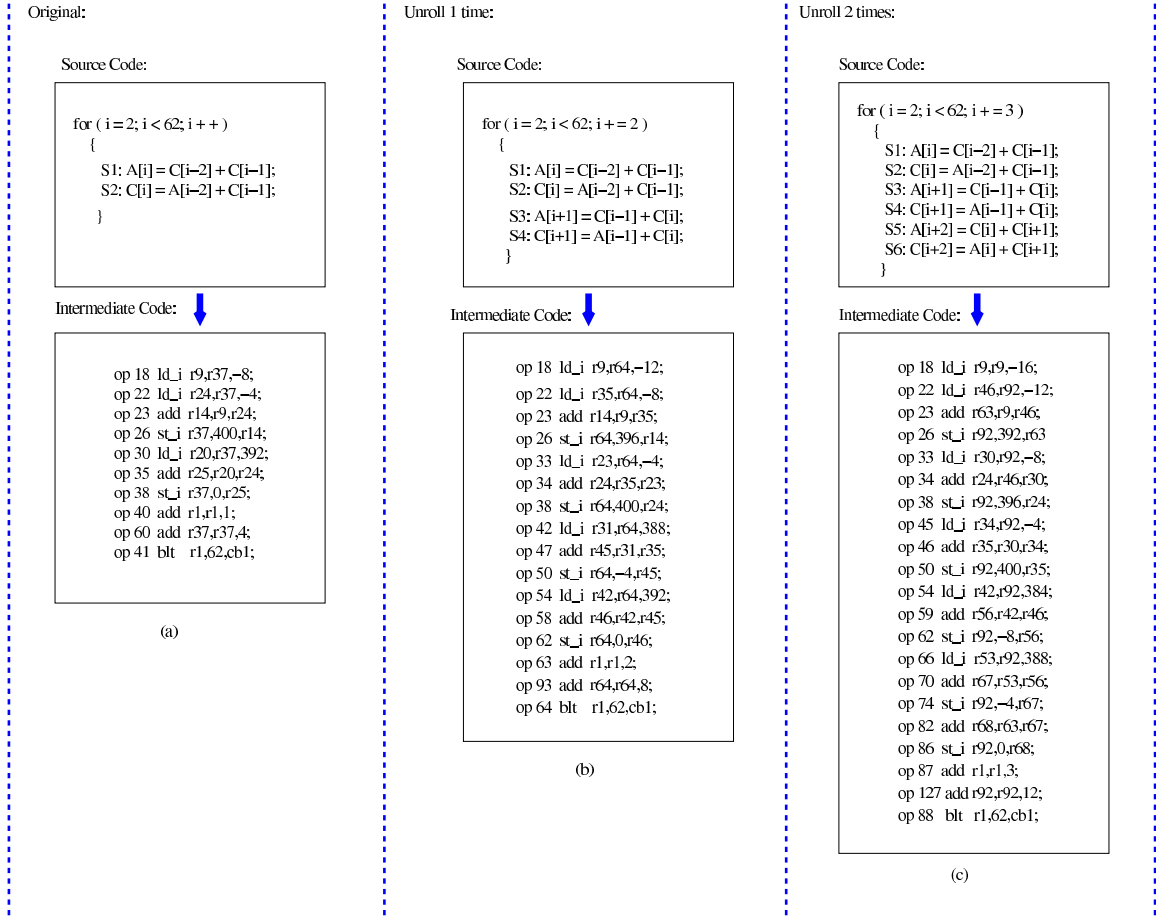 Original:
Source Code:
for ( i = 2; i < 62; i + + )
{
S1: A[i] = C[i–2] + C[i–1];
S2: C[i] = A[i–2] + C[i–1];
}
Intermediate Code:
op 18 ld_i r9,r37,–8;
op 22 ld_i r24,r37,–4;
op 23 add r14,r9,r24;
op 26 st_i r37,400,r14;
op 30 ld_i r20,r37,392;
op 35 add r25,r20,r24;
op 38 st_i r37,0,r25;
op 40 add r1,r1,1;
op 60 add r37,r37,4;
op 41 blt r1,62,cb1;
(a)
Unroll 1 time:
Source Code:
for ( i = 2; i < 62; i + = 2 )
{
S1: A[i] = C[i–2] + C[i–1];
S2: C[i] = A[i–2] + C[i–1];
S3: A[i+1] = C[i–1] + C[i];
S4: C[i+1] = A[i–1] + C[i];
}
Intermediate Code:
op 18 ld_i r9,r64,–12;
op 22 ld_i r35,r64,–8;
op 23 add r14,r9,r35;
op 26 st_i r64,396,r14;
op 33 ld_i r23,r64,–4;
op 34 add r24,r35,r23;
op 38 st_i r64,400,r24;
op 42 ld_i r31,r64,388;
op 47 add r45,r31,r35;
op 50 st_i r64,–4,r45;
op 54 ld_i r42,r64,392;
op 58 add r46,r42,r45;
op 62 st_i r64,0,r46;
op 63 add r1,r1,2;
op 93 add r64,r64,8;
op 64 blt r1,62,cb1;
(b)
Unroll 2 times:
Source Code:
for ( i = 2; i < 62; i + = 3 )
{
S1: A[i] = C[i–2] + C[i–1];
S2: C[i] = A[i–2] + C[i–1];
S3: A[i+1] = C[i–1] + C[i];
S4: C[i+1] = A[i–1] + C[i];
S5: A[i+2] = C[i] + C[i+1];
S6: C[i+2] = A[i] + C[i+1];
}
Intermediate Code:
op 18 ld_i r9,r9,–16;
op 22 ld_i r46,r92,–12;
op 23 add r63,r9,r46;
op 26 st_i r92,392,r63
op 33 ld_i r30,r92,–8;
op 34 add r24,r46,r30;
op 38 st_i r92,396,r24;
op 45 ld_i r34,r92,–4;
op 46 add r35,r30,r34;
op 50 st_i r92,400,r35;
op 54 ld_i r42,r92,384;
op 59 add r56,r42,r46;
op 62 st_i r92,–8,r56;
op 66 ld_i r53,r92,388;
op 70 add r67,r53,r56;
op 74 st_i r92,–4,r67;
op 82 add r68,r63,r67;
op 86 st_i r92,0,r68;
op 87 add r1,r1,3;
op 127 add r92,r92,12;
op 88 blt r1,62,cb1;
(c)